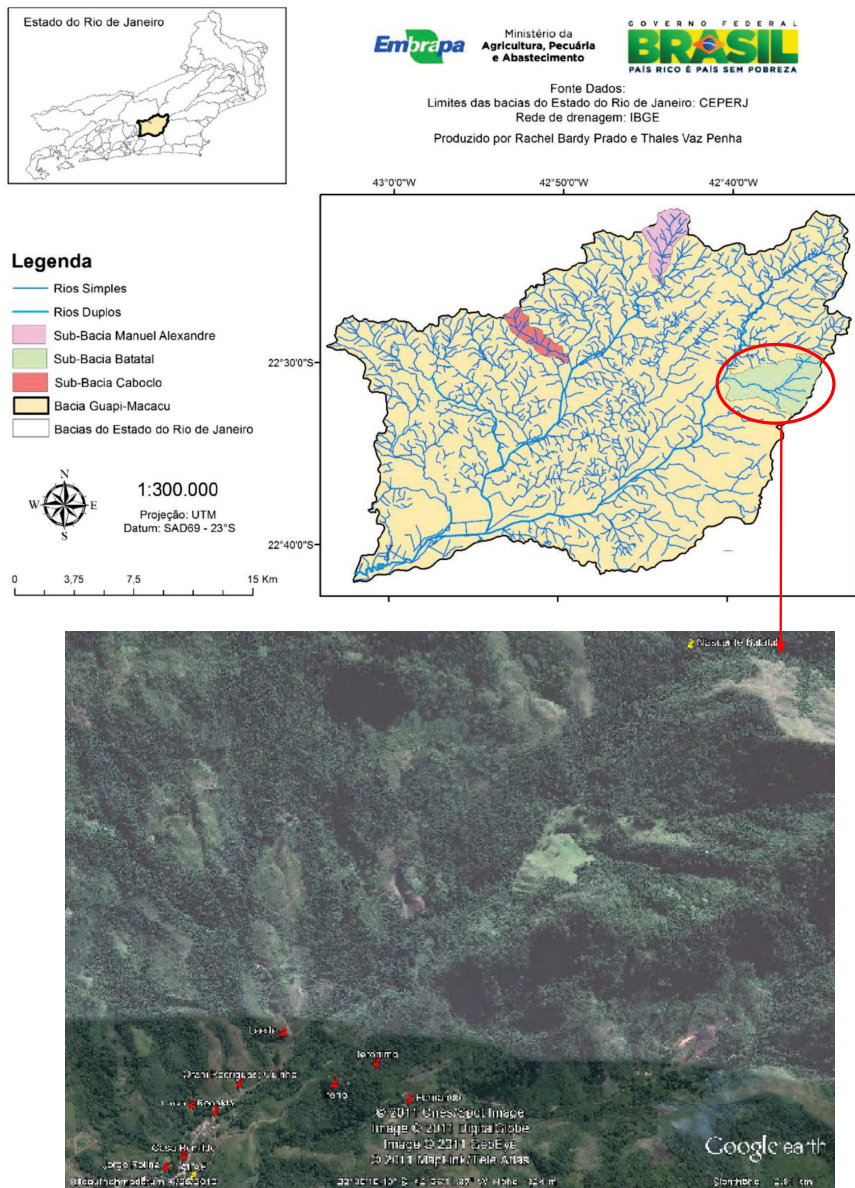 Estado do Rio de Janeiro
Embrapa
Ministério da
Agricultura, Pecuária
e Abastecimento
GOVERNO FEDERAL
BRASIL
PAÍS RICO É PAÍS SEM POBREZA
Fonte Dados:
Limites das bacias do Estado do Rio de Janeiro: CEPERJ
Rede de drenagem: IBGE
Produzido por Rachel Bardy Prado e Thales Vaz Penha
43°0'0"W
42°50'0"W
42°40'0"W
22°30'0"S
22°40'0"S
Legenda
Rios Simples
Rios Duplos
Sub-Bacia Manuel Alexandre
Sub-Bacia Batatal
Sub-Bacia Caboclo
Bacia Guapi-Macacu
Bacias do Estado do Rio de Janeiro
N
W
E
S
1:300.000
Projeção: UTM
Datum: SAD69 - 23°S
0 3,75 7,5 15 Km
Nascente Batatal
Jeronimo
Fernando
Ronaldo
Jorge
© 2011 Cnes/Spot Image
Image © 2011 DigitalGlobe
Image © 2011 GeoEye
© 2011 MapLink/Tele Atlas
Google earth